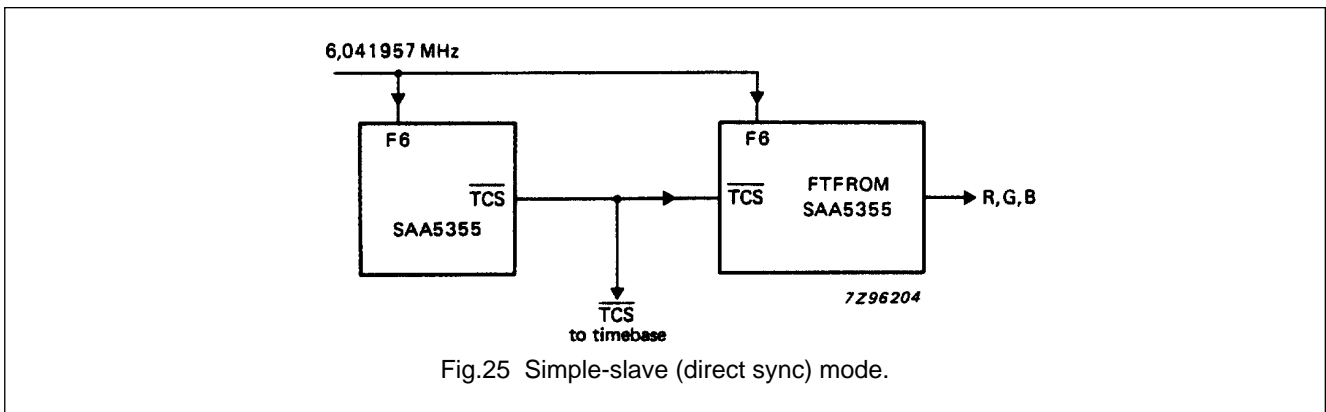 6,041957 MHz
F6
F6
TCS
TCS
FTFROM
SAA5355
R,G,B
SAA5355
7Z96204
TCS
to timebase
Fig.25 Simple-slave (direct sync) mode.